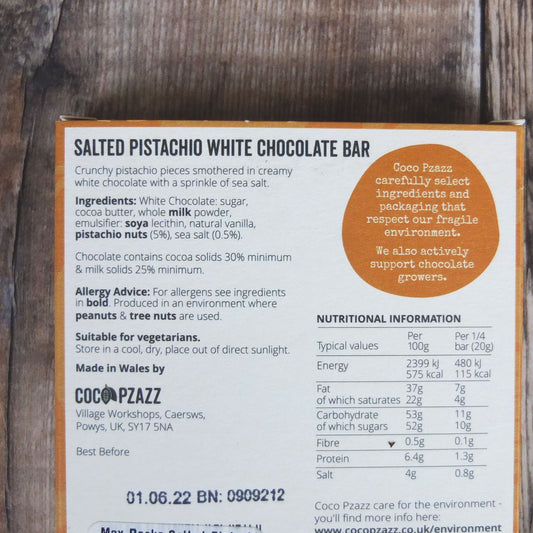 SALTED PISTACHIO WHITE CHOCOLATE BAR
Crunchy pistachio pieces smothered in creamy
white chocolate with a sprinkle of sea salt.
Ingredients: White Chocolate: sugar,
cocoa butter, whole milk powder,
emulsifier: soya lecithin, natural vanilla,
pistachio nuts (5%), sea salt (0.5%).
Chocolate contains cocoa solids 30% minimum
& milk solids 25% minimum.
Allergy Advice: For allergens see ingredients
in bold. Produced in an environment where
peanuts & tree nuts are used.
Suitable for vegetarians.
Store in a cool, dry, place out of direct sunlight.
Made in Wales by
COCO PZAZZ
Village Workshops, Caersws,
Powys, UK, SY17 5NA
Best Before
01.06.22 BN: 0909212
Coco Pzazz
carefully select
ingredients and
packaging that
respect our fragile
environment.
We also actively
support chocolate
growers.
NUTRITIONAL INFORMATION
Typical values Per 100g Per 1/4 bar (20g)
Energy 2399 kJ 480 kJ
575 kcal 115 kcal
Fat 37g 7g
of which saturates 22g 4g
Carbohydrate 53g 11g
of which sugars 52g 10g
Fibre 0.5g 0.1g
Protein 6.4g 1.3g
Salt 4g 0.8g
Coco Pzazz care for the environment -
you'll find more info here:
www.cocopzazz.co.uk/environment